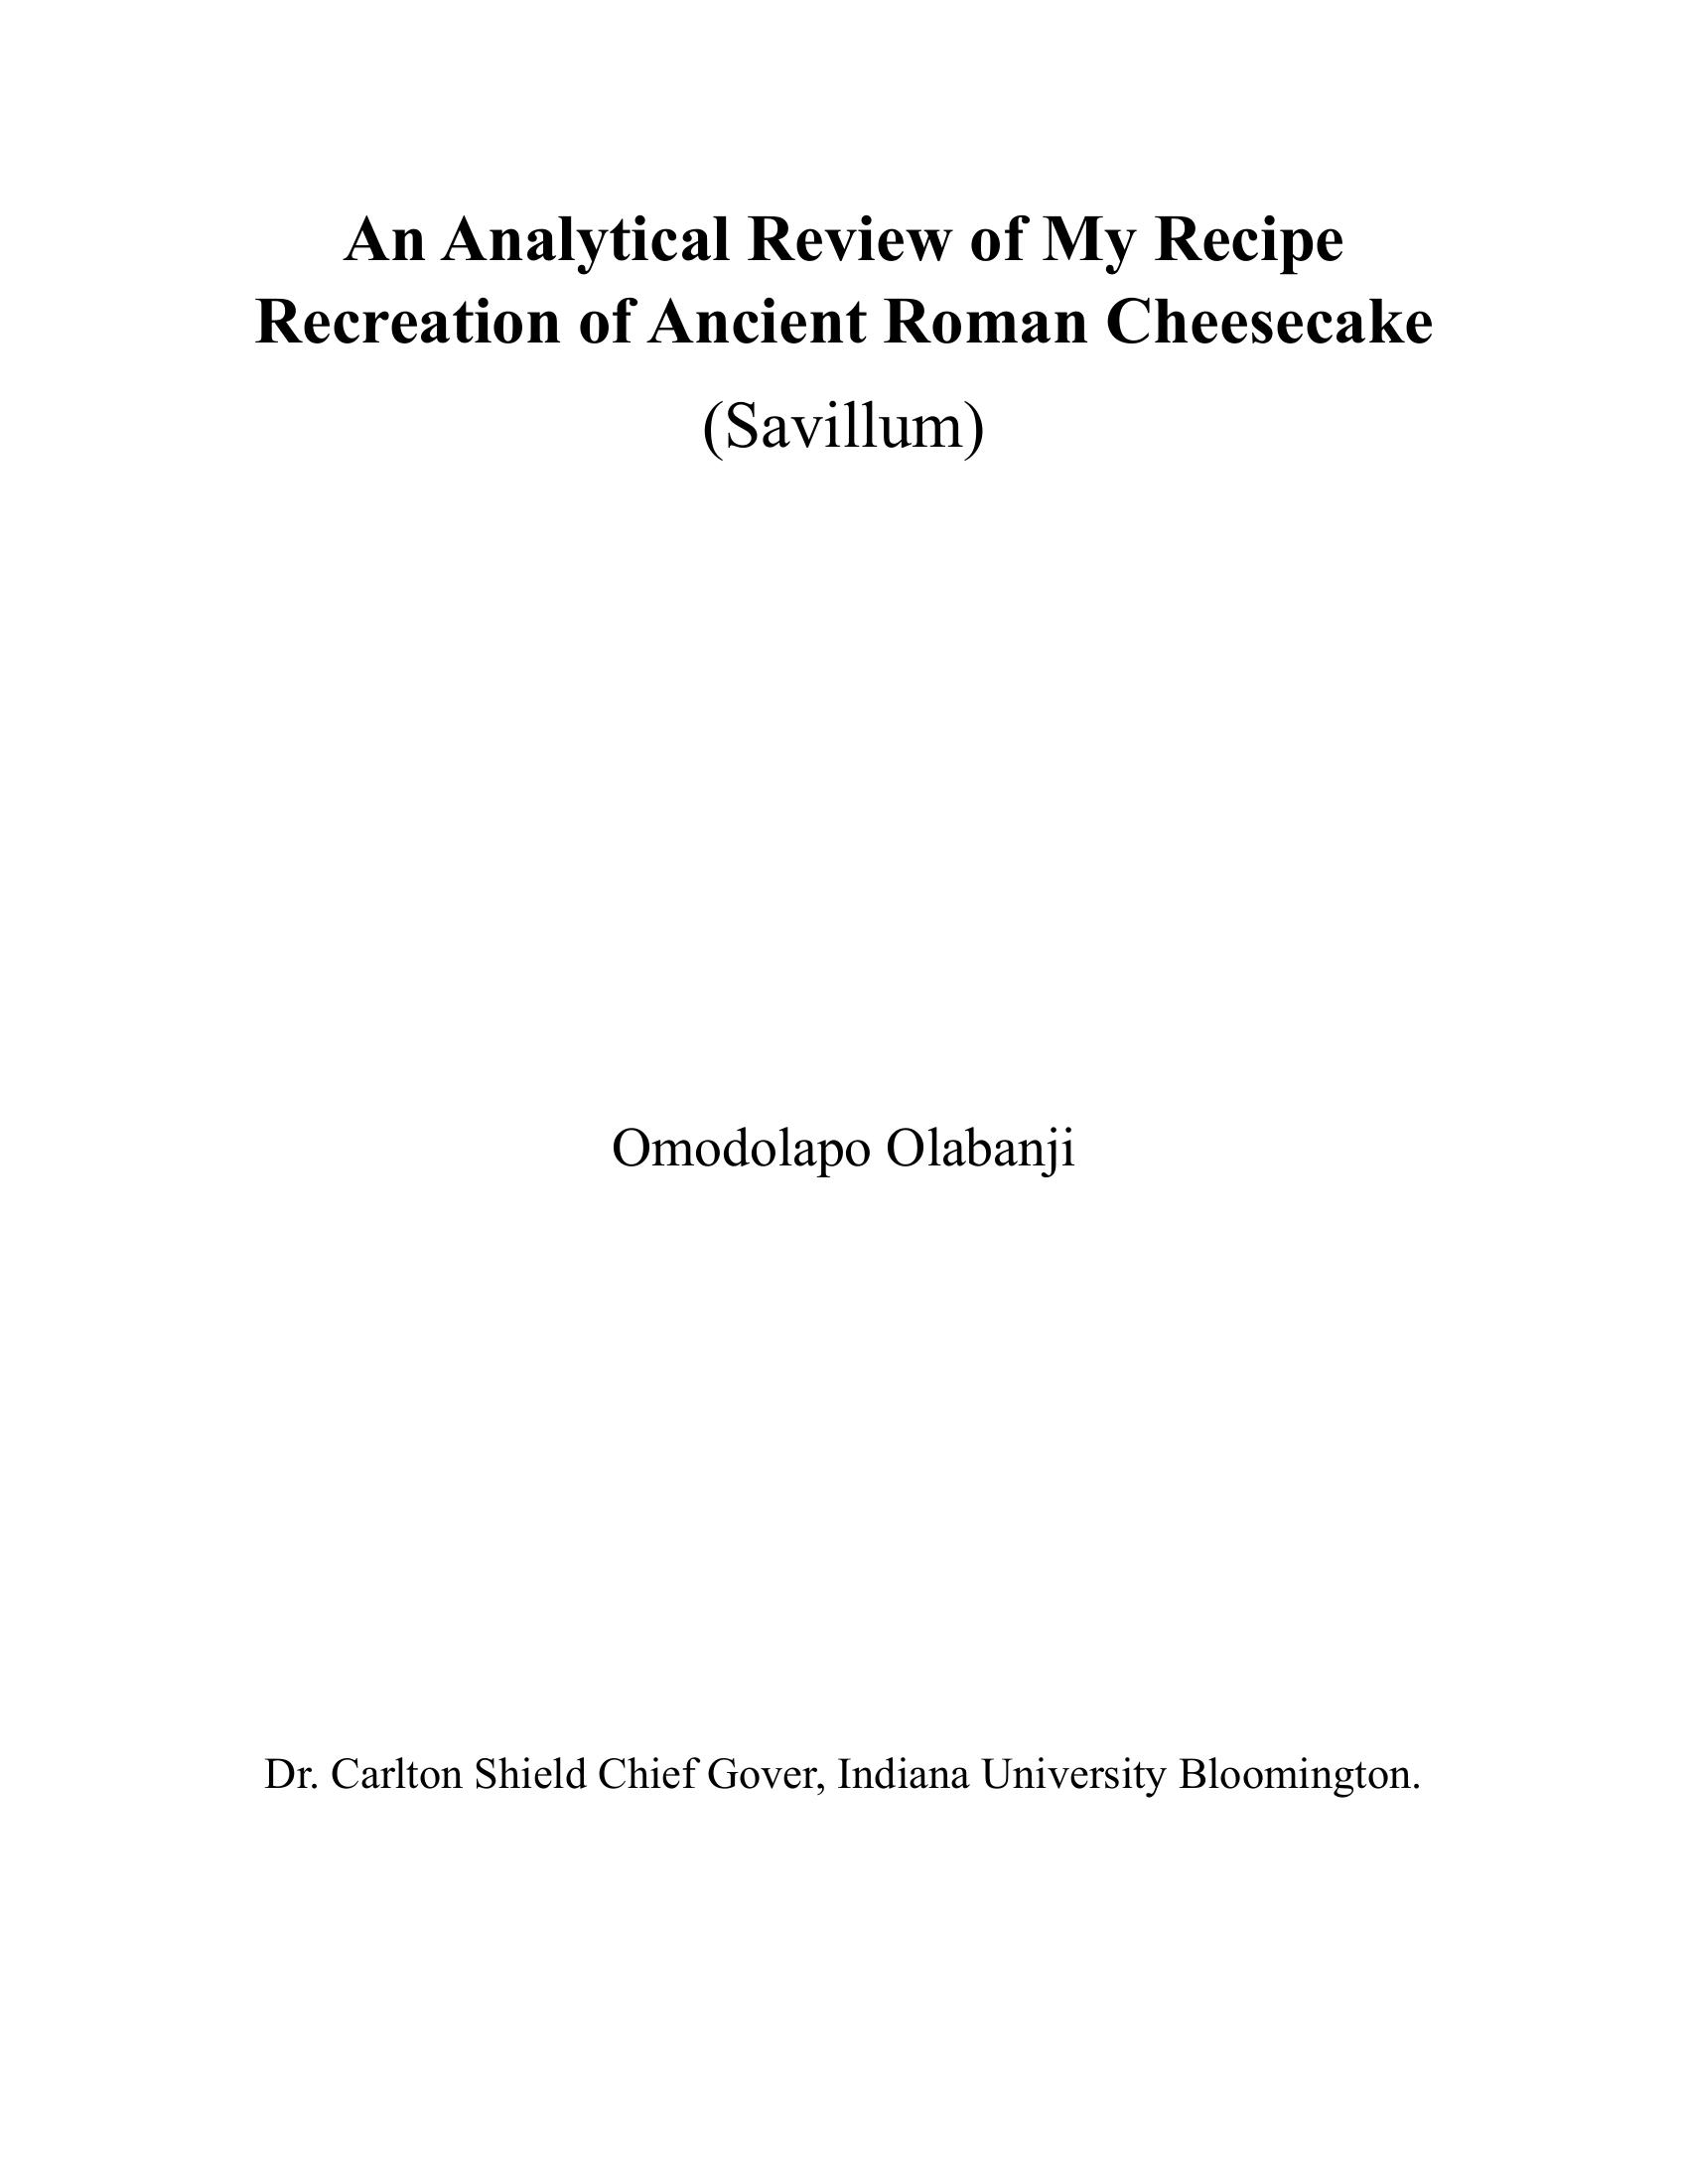 An Analytical Review of My Recipe
Recreation of Ancient Roman Cheesecake
(Savillum)
Omodolapo Olabanji
Dr. Carlton Shield Chief Gover, Indiana University Bloomington.